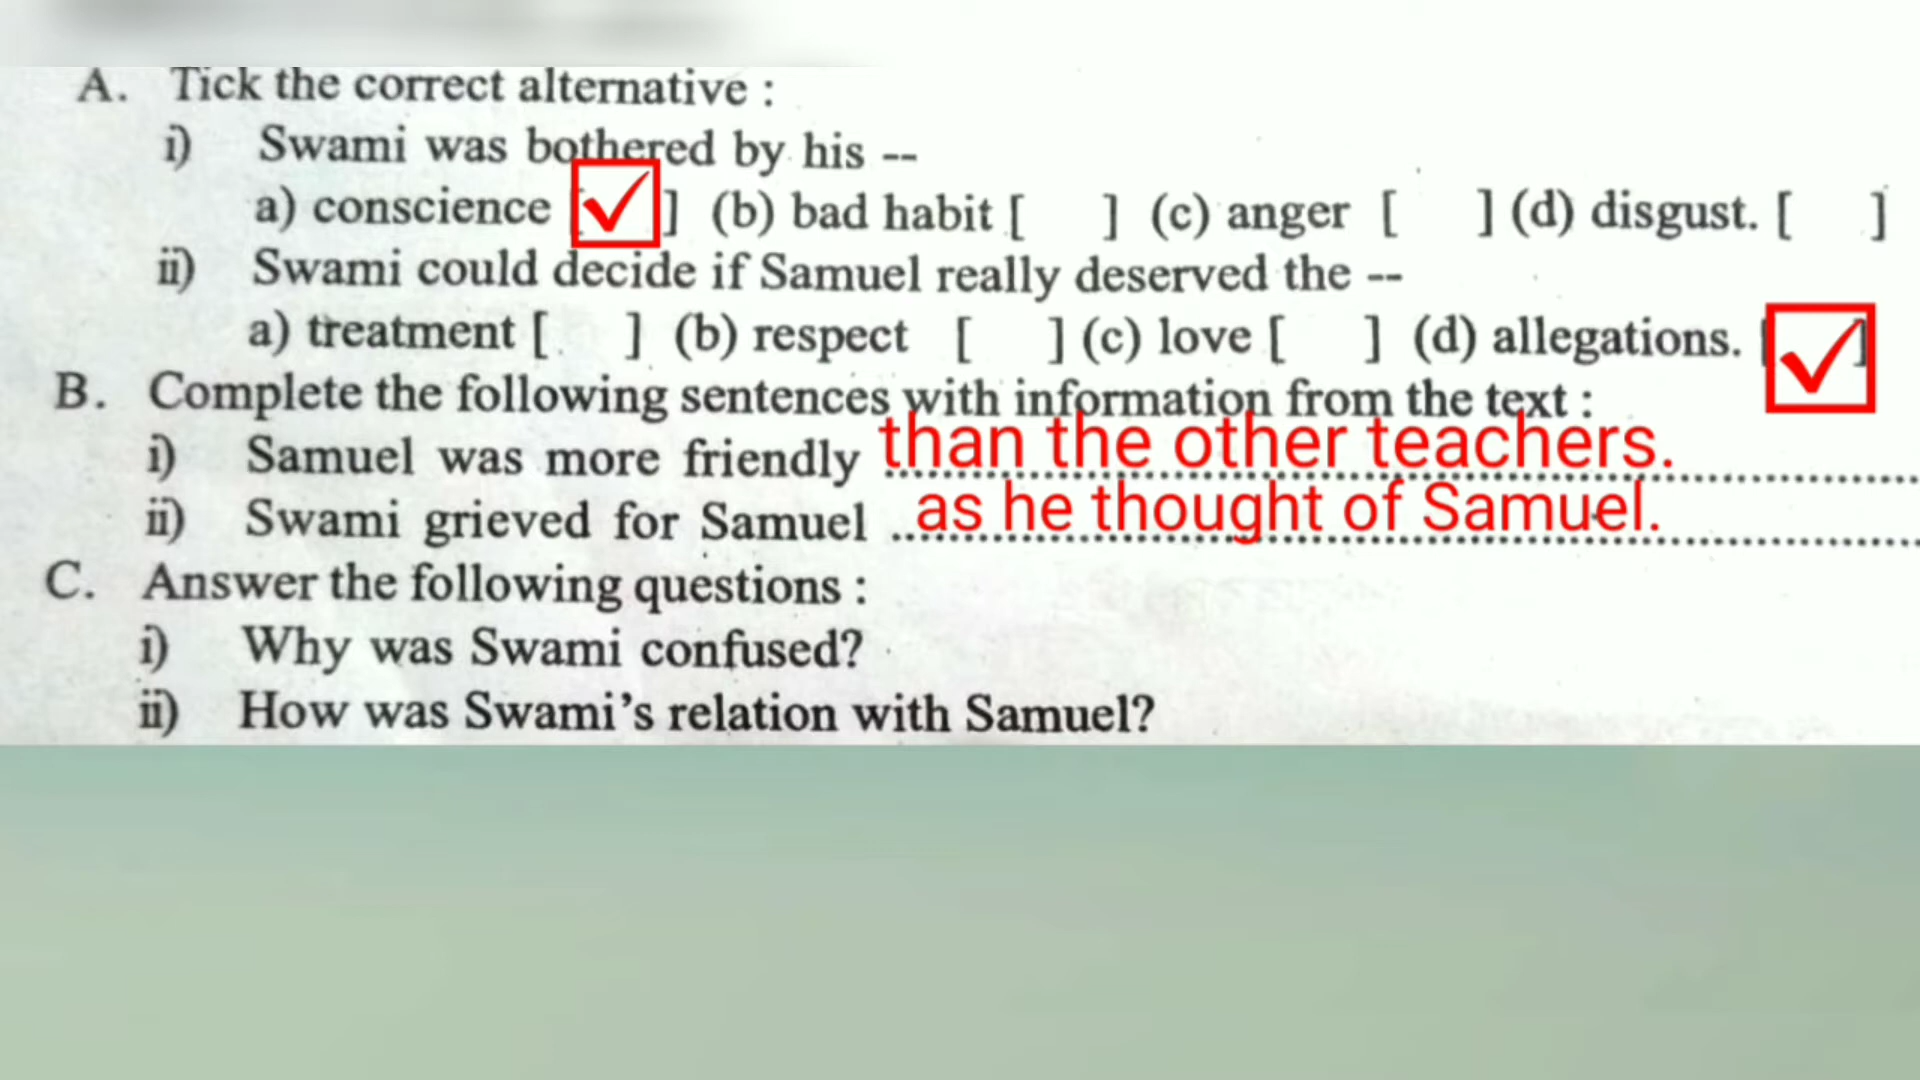 A. Tick the correct alternative :
i) Swami was bothered by his --
a) conscience [✓] (b) bad habit [ ] (c) anger [ ] (d) disgust. [ ]
ii) Swami could decide if Samuel really deserved the --
a) treatment [ ] (b) respect [ ] (c) love [ ] (d) allegations. [✓]
B. Complete the following sentences with information from the text :
i) Samuel was more friendly than the other teachers.
ii) Swami grieved for Samuel as he thought of Samuel.
C. Answer the following questions :
i) Why was Swami confused?
ii) How was Swami's relation with Samuel?